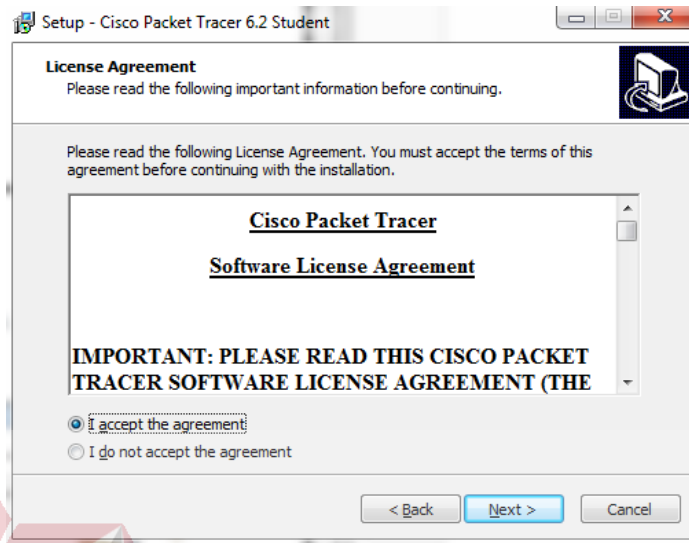 Setup - Cisco Packet Tracer 6.2 Student
License Agreement
Please read the following important information before continuing.
Please read the following License Agreement. You must accept the terms of this
agreement before continuing with the installation.
Cisco Packet Tracer
Software License Agreement
IMPORTANT: PLEASE READ THIS CISCO PACKET
TRACER SOFTWARE LICENSE AGREEMENT (THE
I accept the agreement
I do not accept the agreement
< Back Next > Cancel